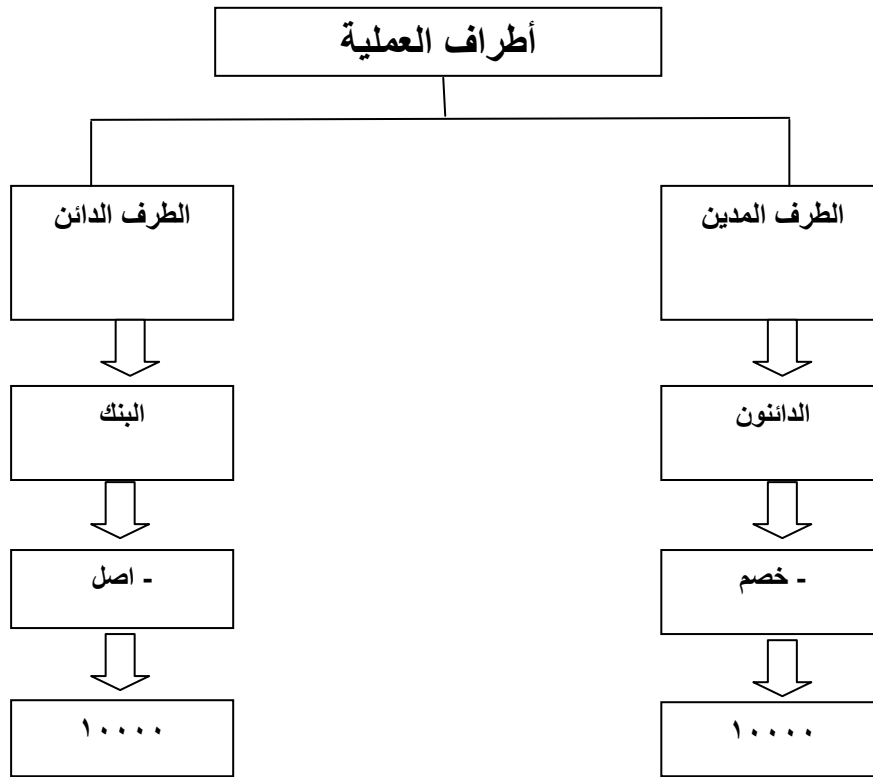 أطراف العملية
الطرف المدين
الطرف الدائن
الدائنون
البنك
- خصم
- اصل
١٠٠٠٠
١٠٠٠٠